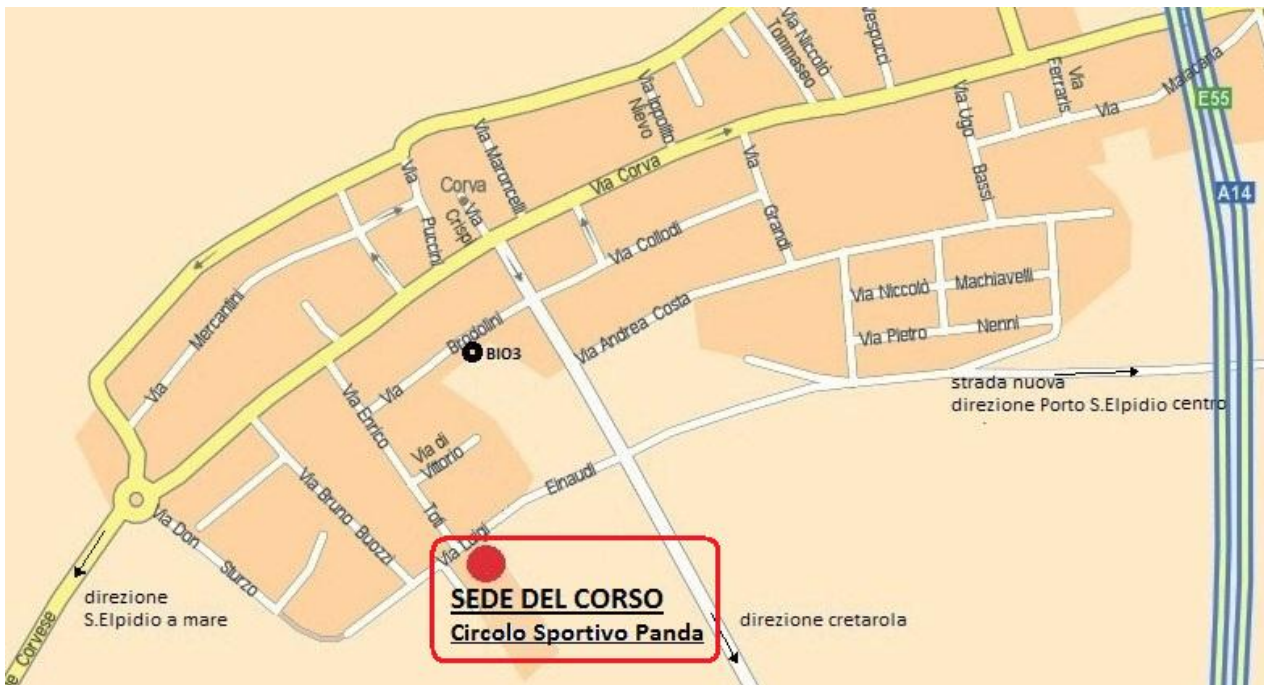 Via Niccolò
Tommaseo
Vespucci
Via
Ferraris
Via Malacaria
E55
Via Ippolito
Nievo
Via Ugo
Bassi
Via Maroncelli
Via Corva
A14
Via
Puccini
Corva
Via
Crispi
Via
Grandi
Via Collodi
Via Mercantini
Via Niccolò Machiavelli
Via Andrea Costa
Via Pietro Nenni
Via Brodolini
BIO3
strada nuova
direzione Porto S.Elpidio centro
Via Enrico Toti
Via di
Vittorio
Via Luigi Einaudi
Via Bruno Buozzi
Via Don Sturzo
SEDE DEL CORSO
Circolo Sportivo Panda
direzione
S.Elpidio a mare
direzione cretarola
e Corvese